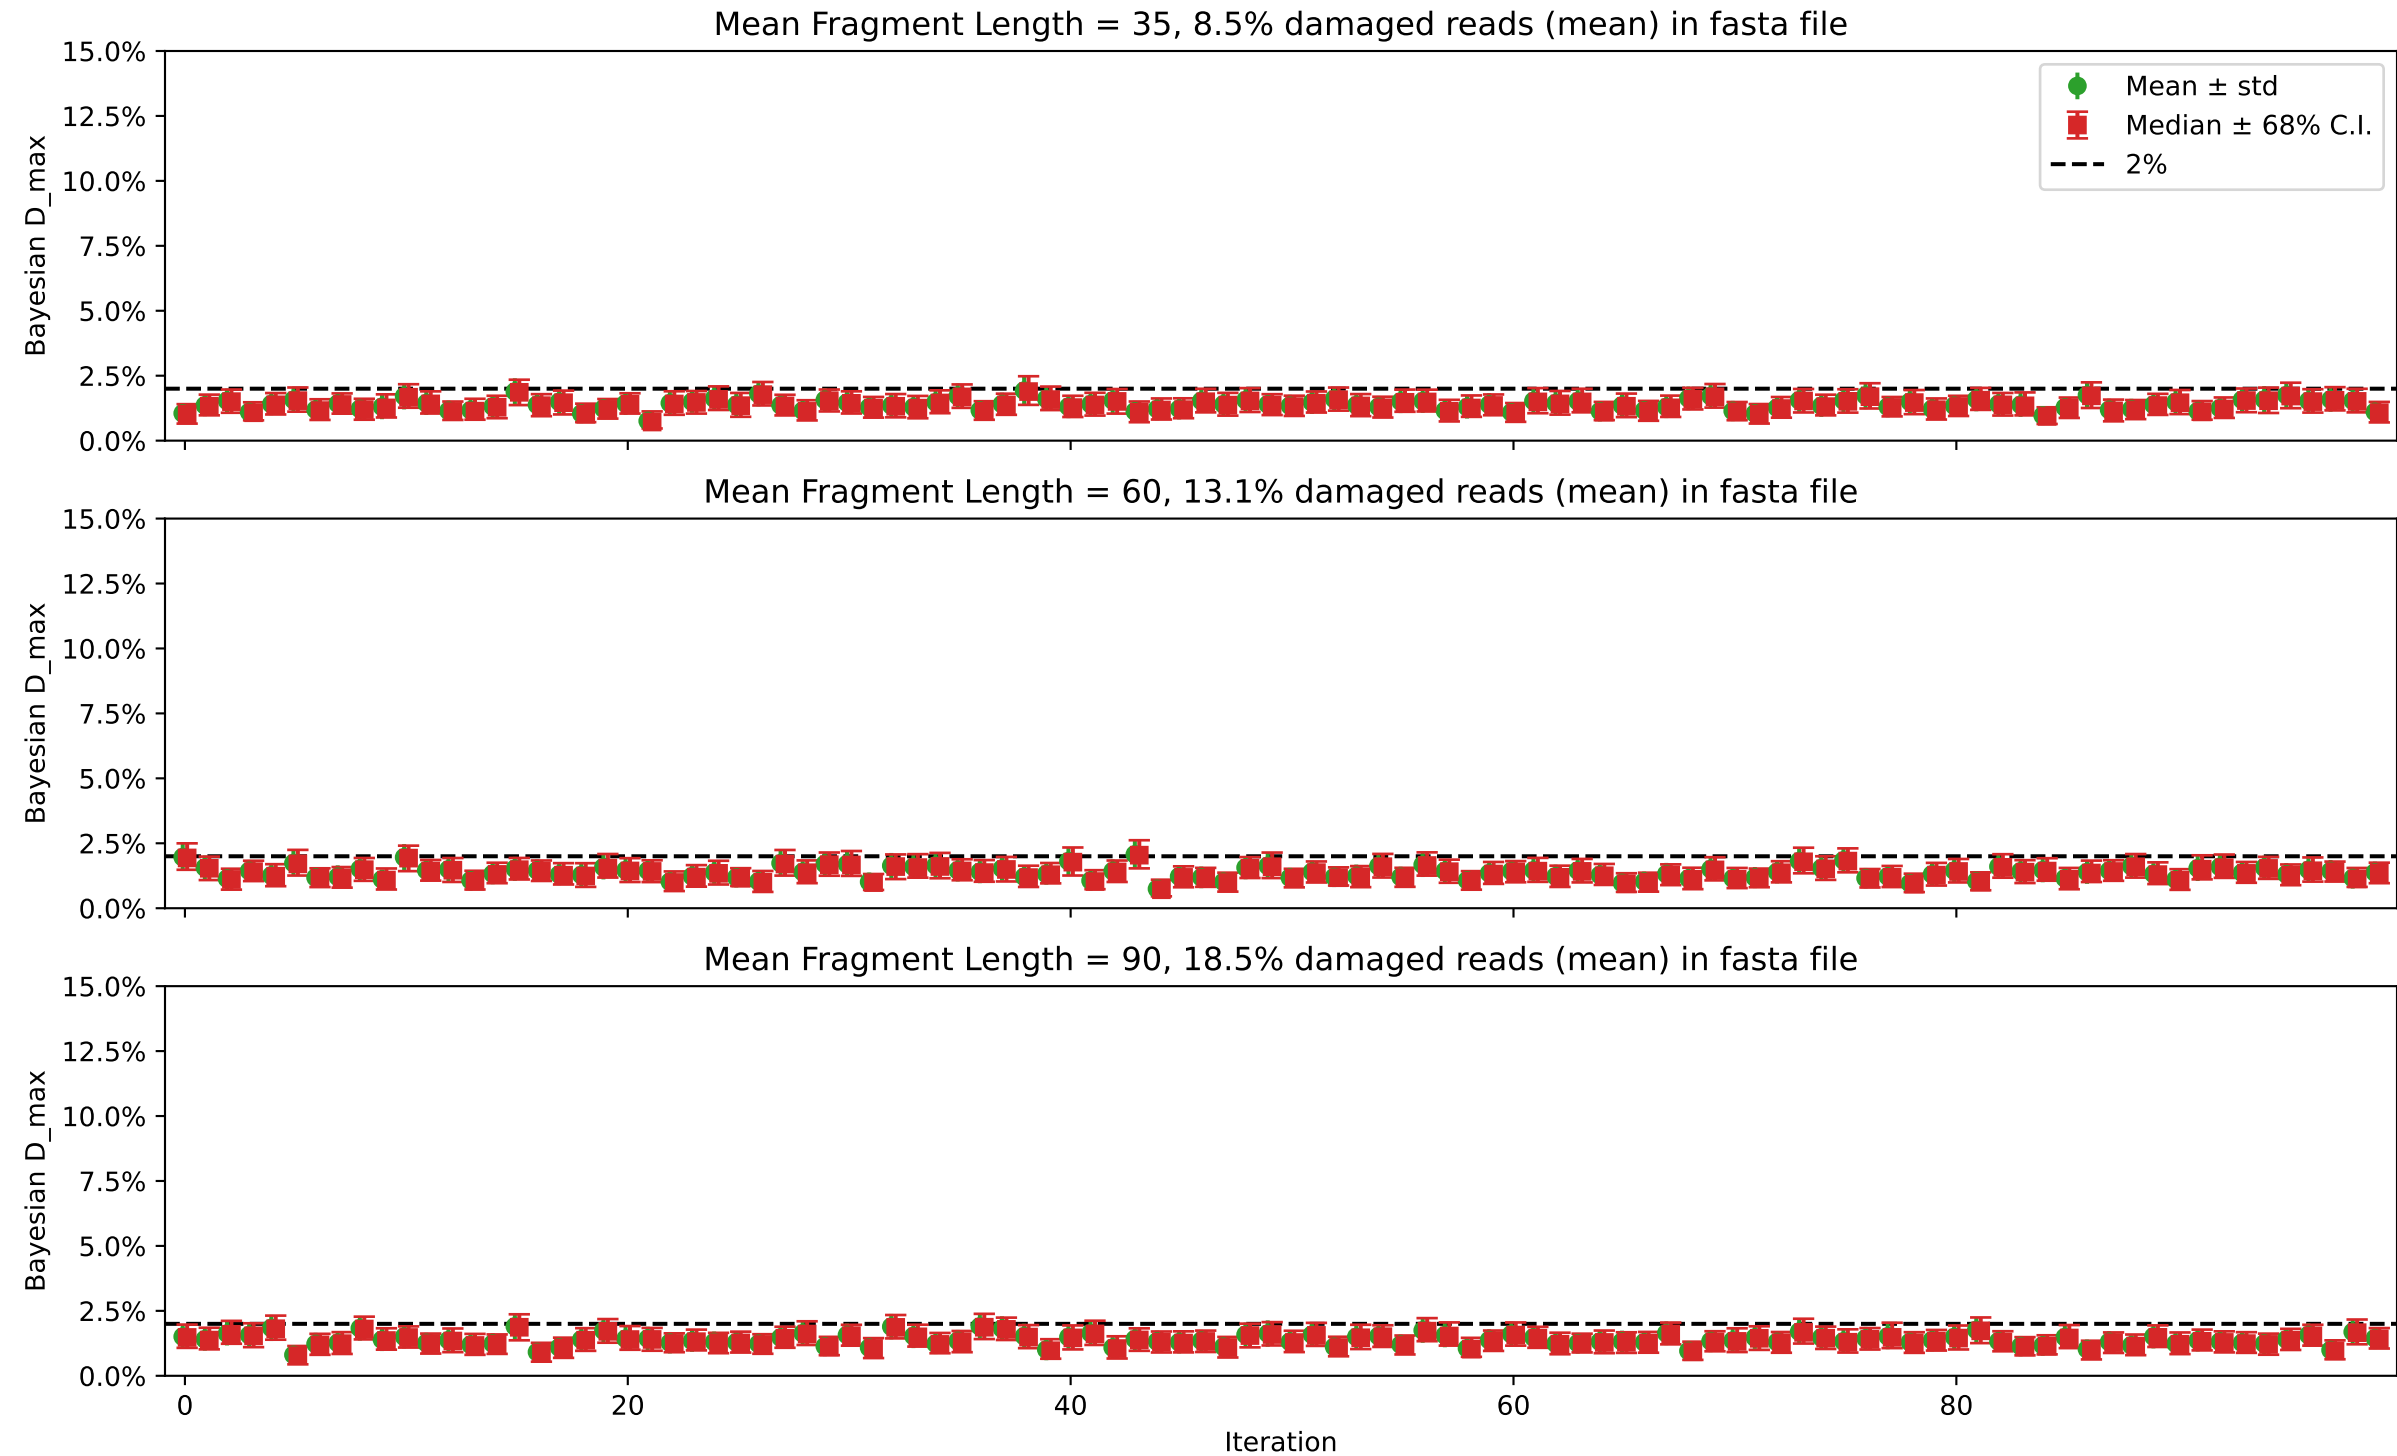 Mean Fragment Length = 35, 8.5% damaged reads (mean) in fasta file
15.0%
12.5%
10.0%
7.5%
5.0%
2.5%
0.0%
Bayesian D_max
Mean ± std
Median ± 68% C.I.
2%
Mean Fragment Length = 60, 13.1% damaged reads (mean) in fasta file
15.0%
12.5%
10.0%
7.5%
5.0%
2.5%
0.0%
Bayesian D_max
Mean Fragment Length = 90, 18.5% damaged reads (mean) in fasta file
15.0%
12.5%
10.0%
7.5%
5.0%
2.5%
0.0%
Bayesian D_max
0 20 40 60 80
Iteration